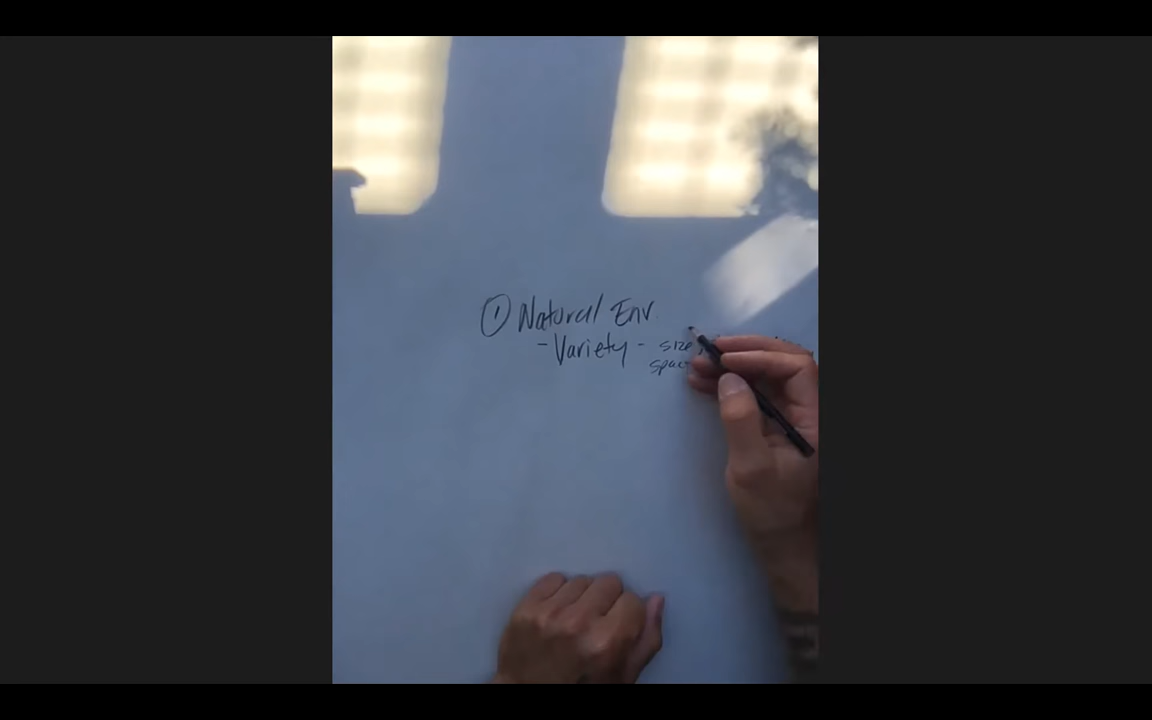 ① Natural Env.
- Variety - size